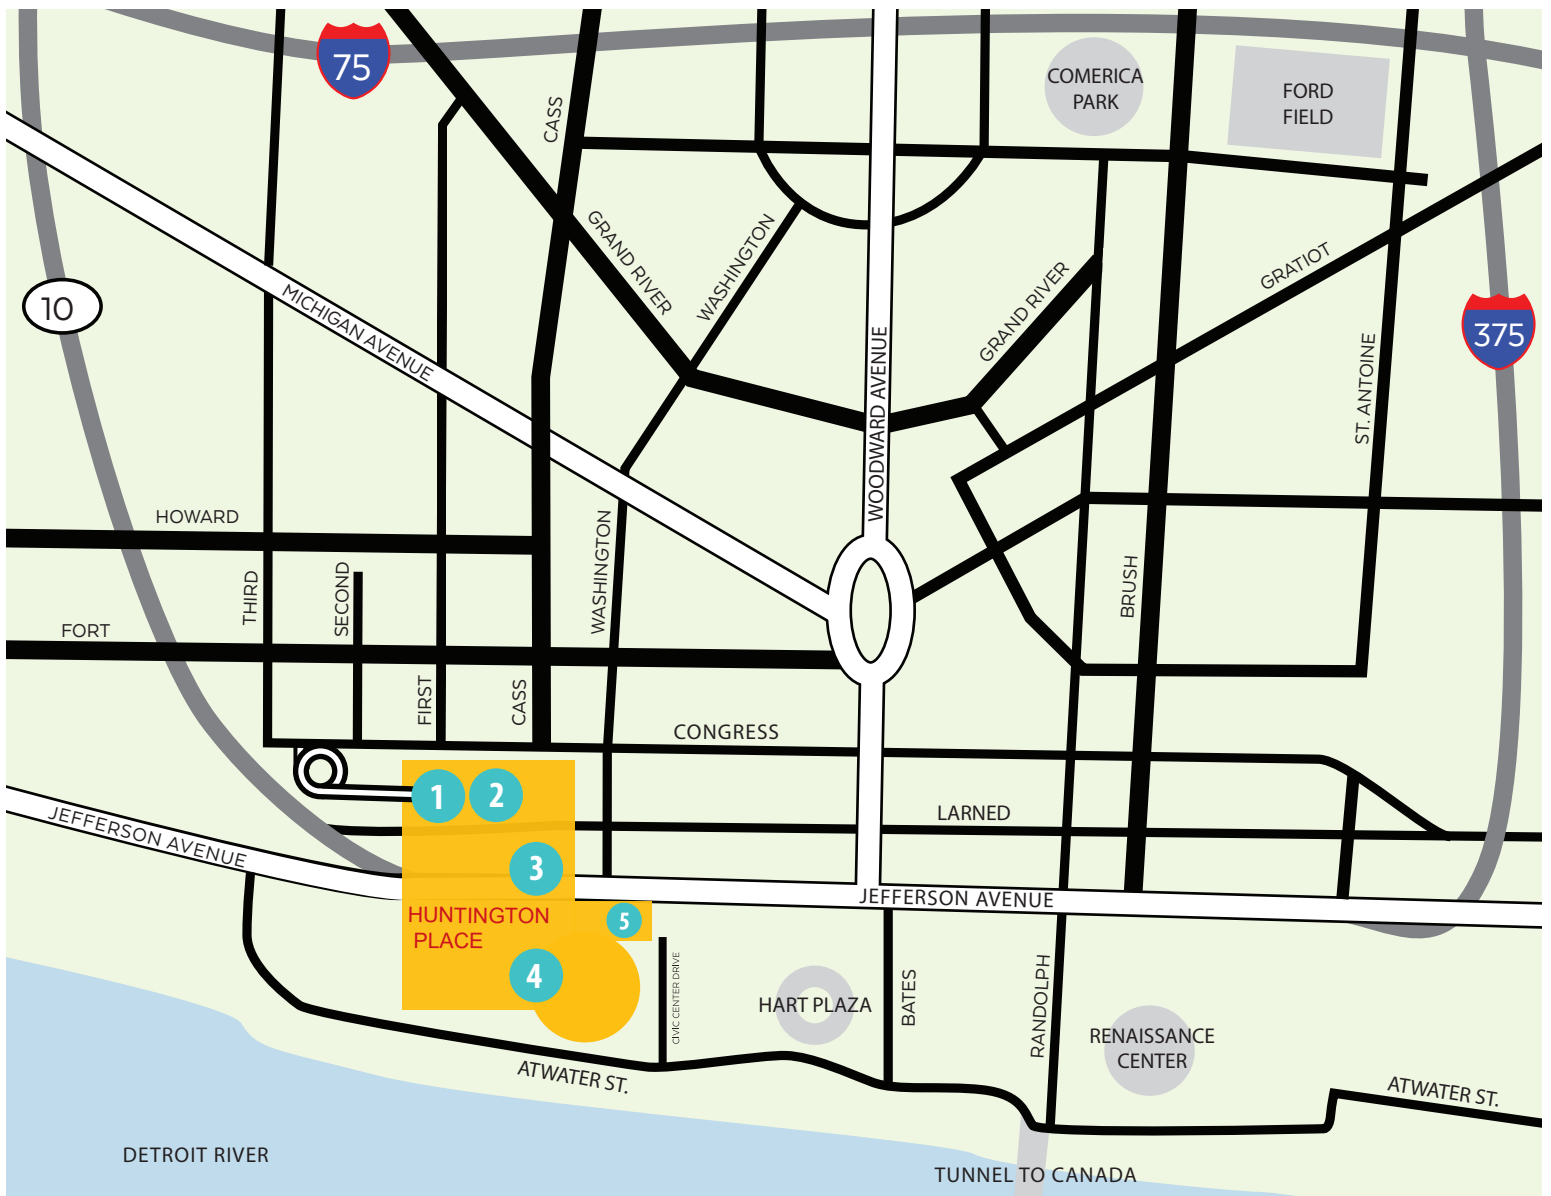 75
COMERICA
PARK
FORD
FIELD
CASS
GRAND RIVER
WASHINGTON
GRAND RIVER
GRATIOT
10
MICHIGAN AVENUE
WOODWARD AVENUE
375
ST. ANTOINE
HOWARD
THIRD
SECOND
WASHINGTON
BRUSH
FORT
FIRST
CASS
CONGRESS
1
2
LARNED
JEFFERSON AVENUE
3
JEFFERSON AVENUE
HUNTINGTON
PLACE
5
4
CIVIC CENTER DRIVE
HART PLAZA
BATES
RANDOLPH
RENAISSANCE
CENTER
ATWATER ST.
ATWATER ST.
DETROIT RIVER
TUNNEL TO CANADA